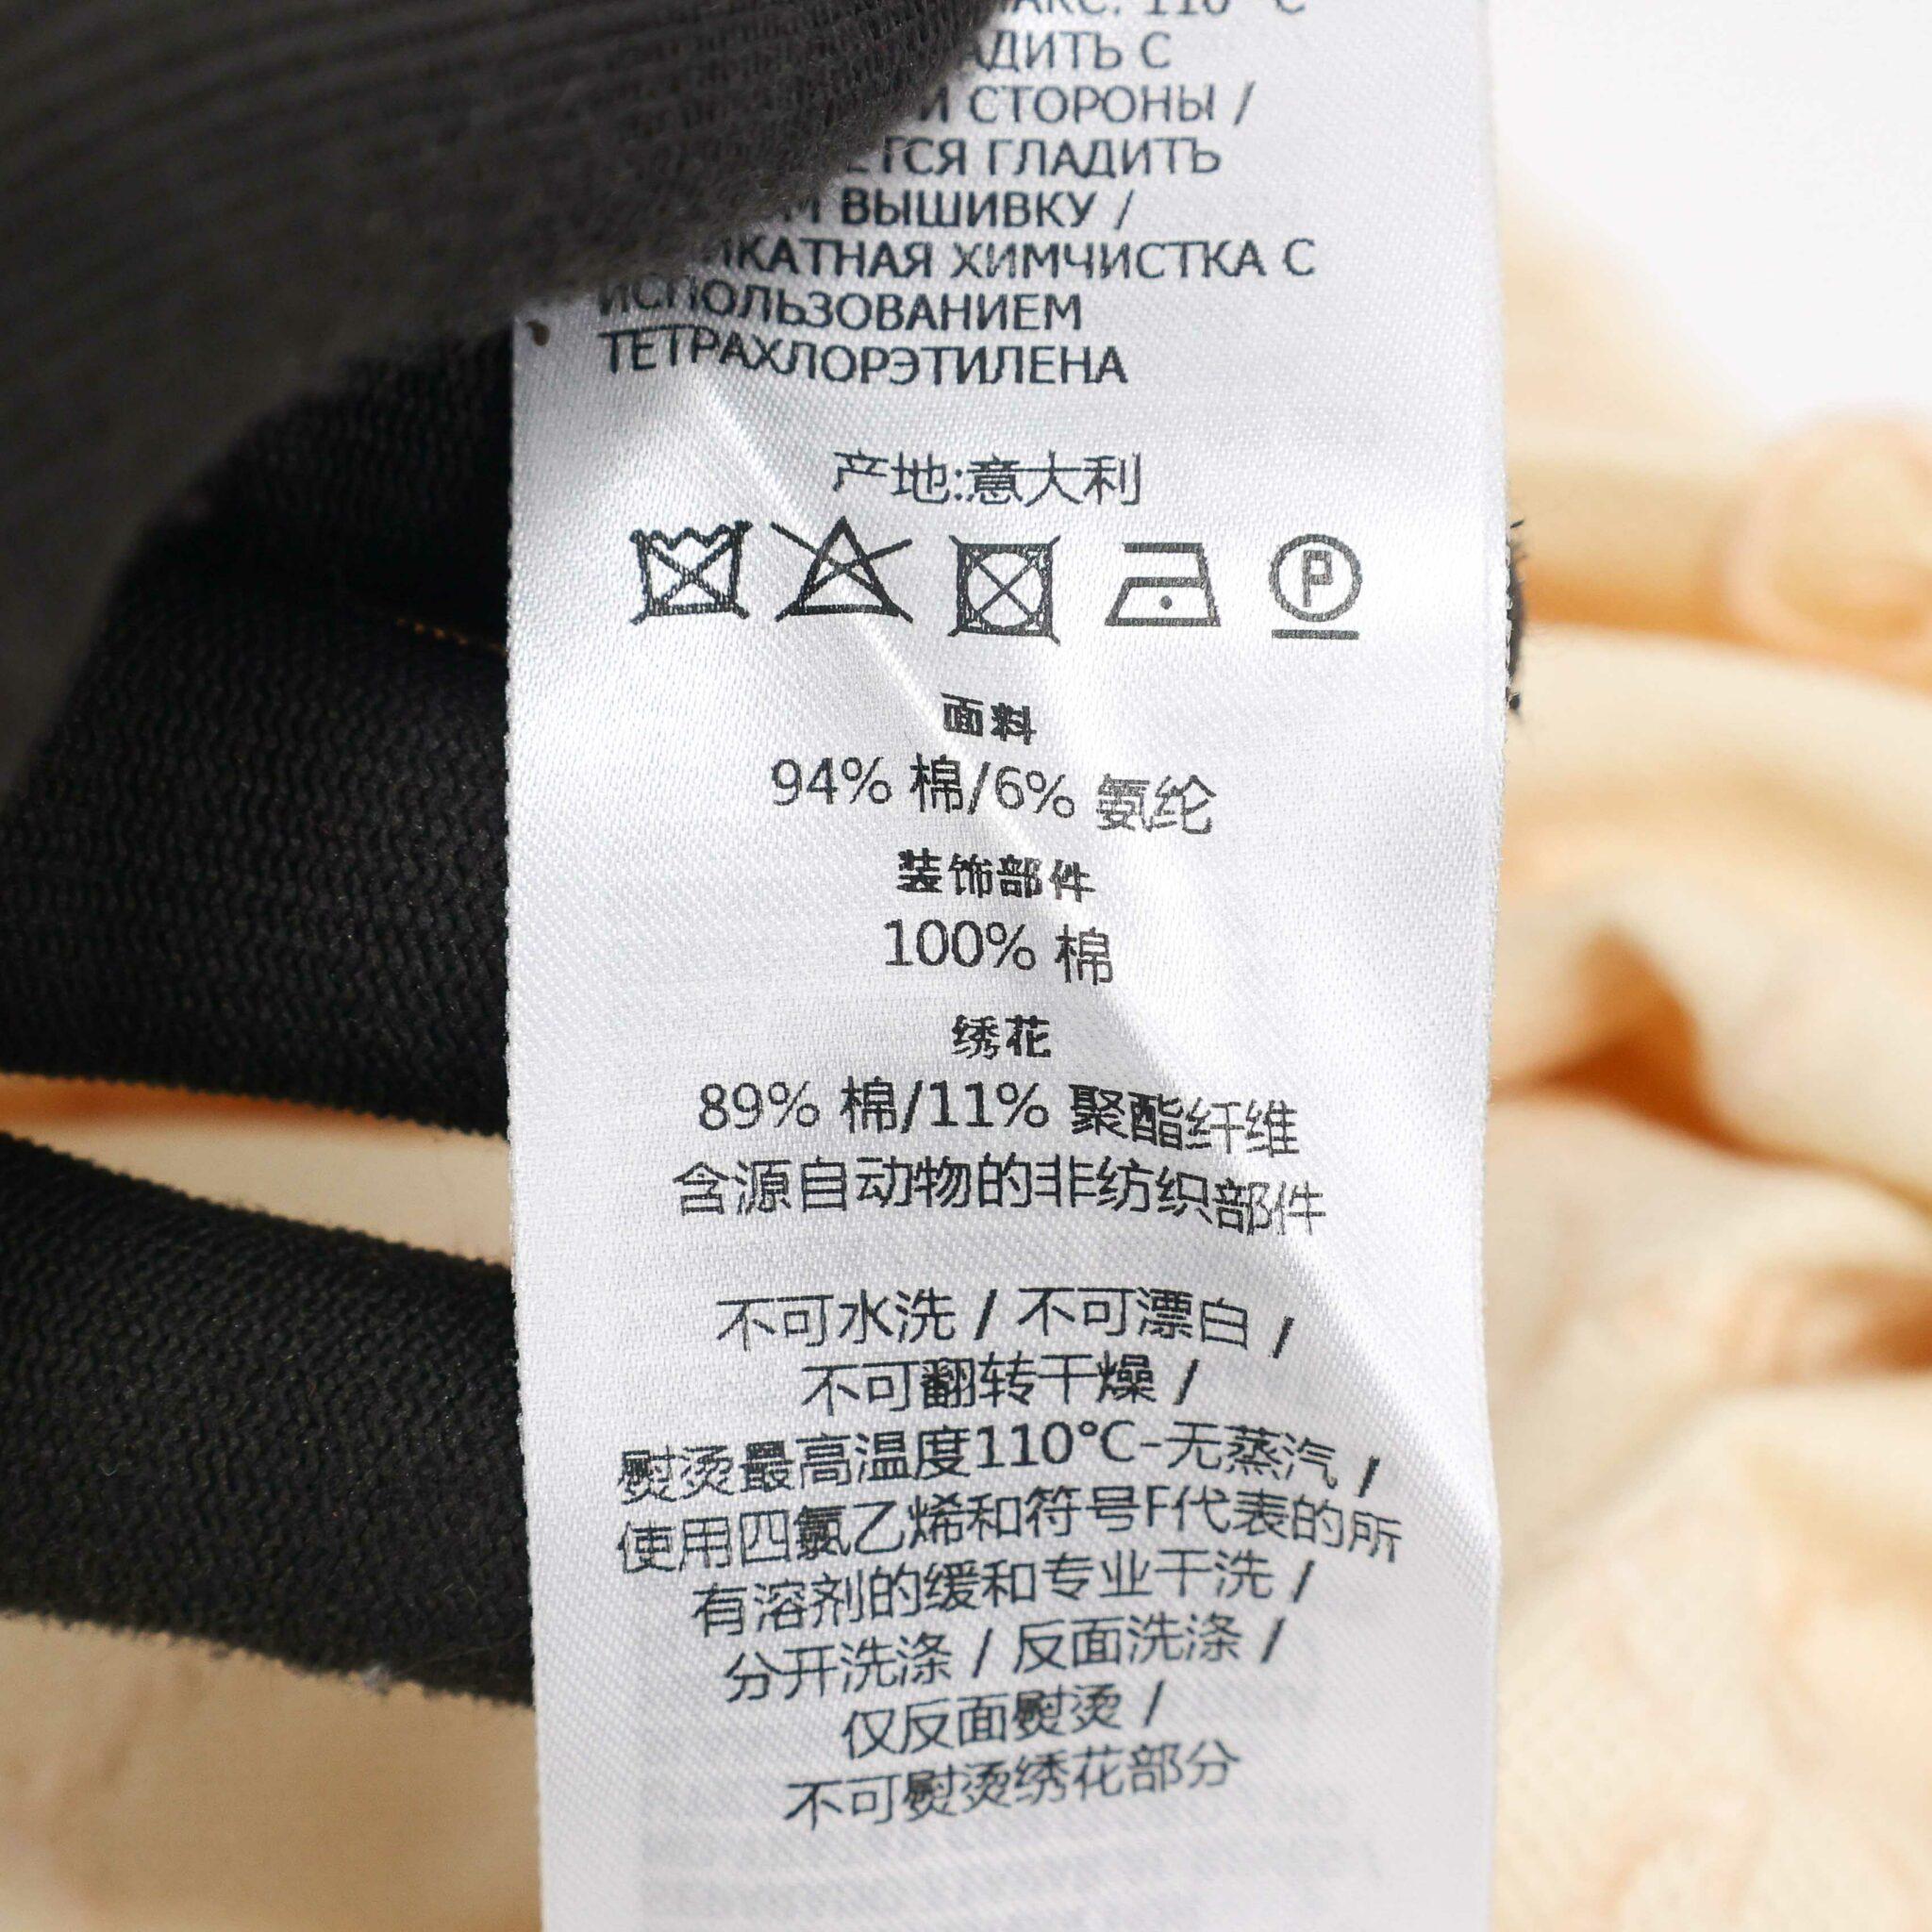 110 °C
С
СТОРОНЫ /
ГЛАДИТЬ
ВЫШИВКУ /
ХИМЧИСТКА С
ИСПОЛЬЗОВАНИЕМ
ТЕТРАХЛОРЭТИЛЕНА
产地:意大利
P
面料
94% 棉/6% 氨纶
装饰部件
100% 棉
绣花
89% 棉/11% 聚酯纤维
含源自动物的非纺织部件
不可水洗 / 不可漂白 /
不可翻转干燥 /
熨烫最高温度110°C-无蒸汽 /
使用四氯乙烯和符号F代表的所
有溶剂的缓和专业干洗 /
分开洗涤 / 反面洗涤 /
仅反面熨烫 /
不可熨烫绣花部分